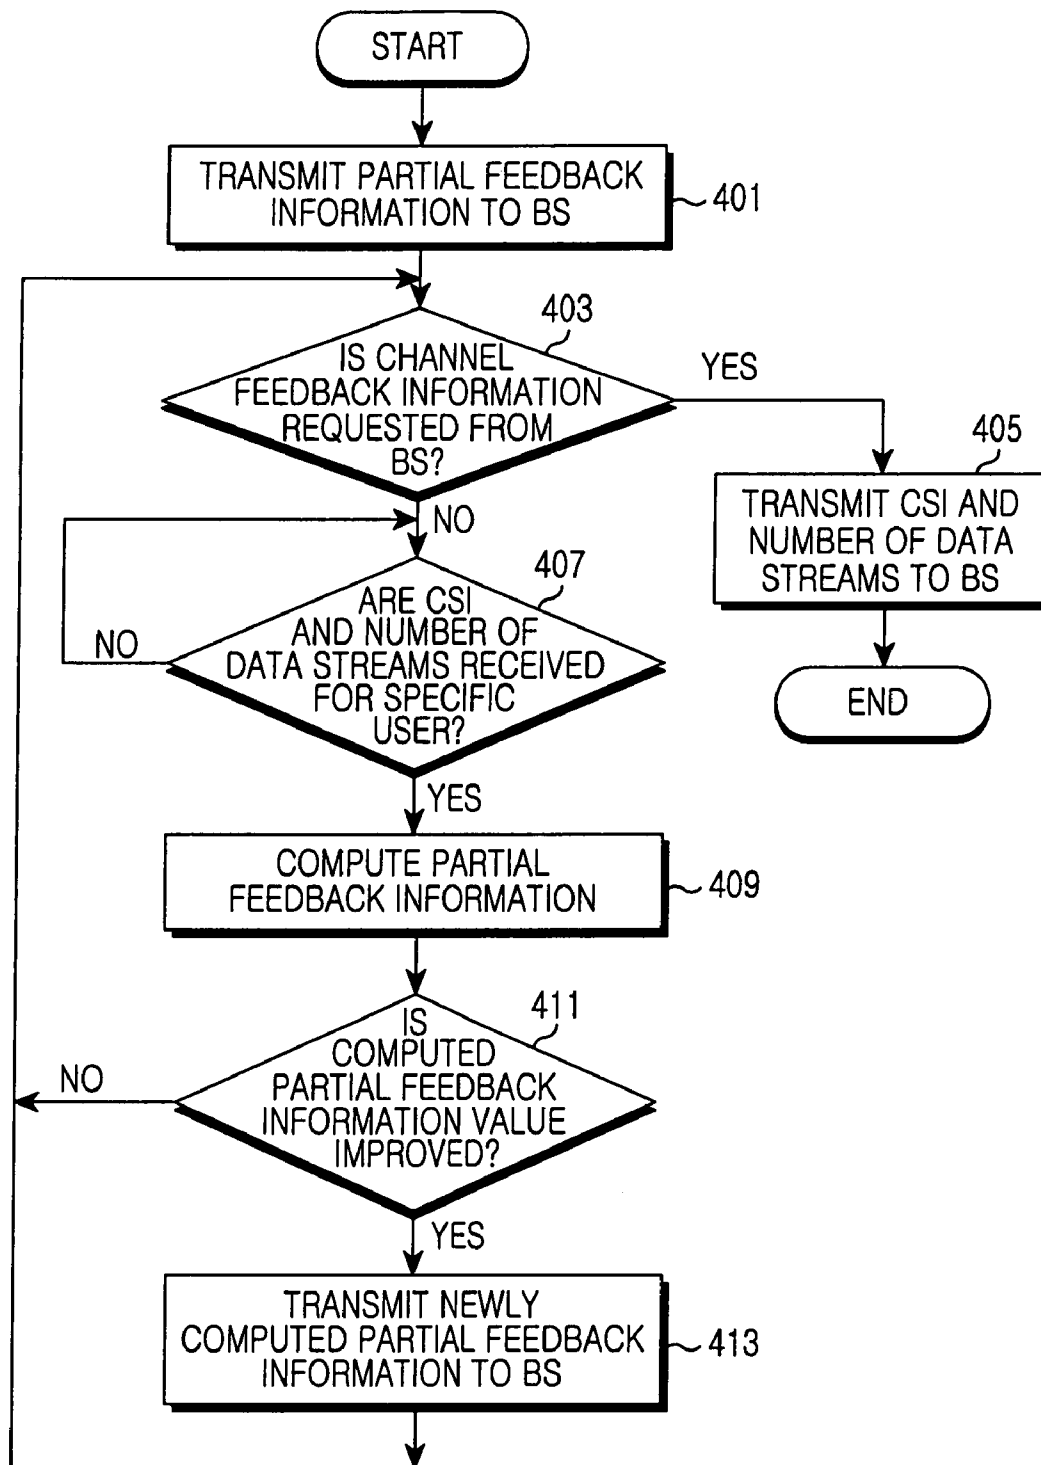 START
TRANSMIT PARTIAL FEEDBACK
INFORMATION TO BS
401
403
IS CHANNEL
FEEDBACK INFORMATION
REQUESTED FROM
BS?
YES
405
TRANSMIT CSI AND
NUMBER OF DATA
STREAMS TO BS
END
NO
407
ARE CSI
AND NUMBER OF
DATA STREAMS RECEIVED
FOR SPECIFIC
USER?
NO
YES
COMPUTE PARTIAL
FEEDBACK INFORMATION
409
411
IS
COMPUTED
PARTIAL FEEDBACK
INFORMATION VALUE
IMPROVED?
NO
YES
TRANSMIT NEWLY
COMPUTED PARTIAL FEEDBACK
INFORMATION TO BS
413